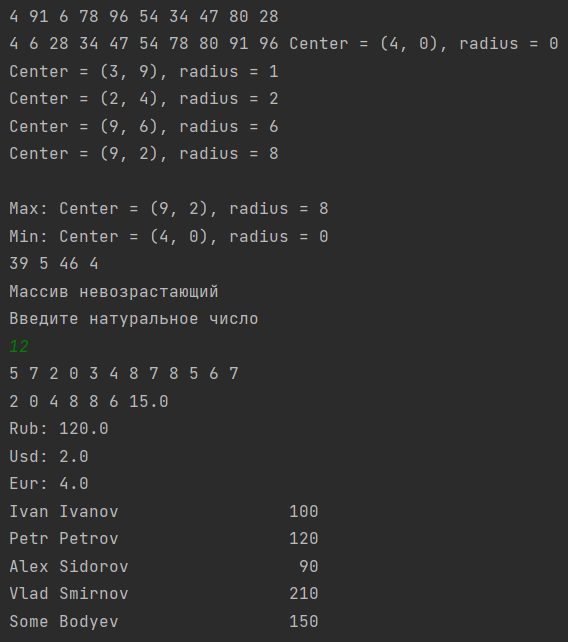 4 91 6 78 96 54 34 47 80 28
4 6 28 34 47 54 78 80 91 96 Center = (4, 0), radius = 0
Center = (3, 9), radius = 1
Center = (2, 4), radius = 2
Center = (9, 6), radius = 6
Center = (9, 2), radius = 8
Max: Center = (9, 2), radius = 8
Min: Center = (4, 0), radius = 0
39 5 46 4
Массив невозрастающий
Введите натуральное число
12
5 7 2 0 3 4 8 7 8 5 6 7
2 0 4 8 8 6 15.0
Rub: 120.0
Usd: 2.0
Eur: 4.0
Ivan Ivanov                 100
Petr Petrov                 120
Alex Sidorov                 90
Vlad Smirnov                210
Some Bodyev                 150